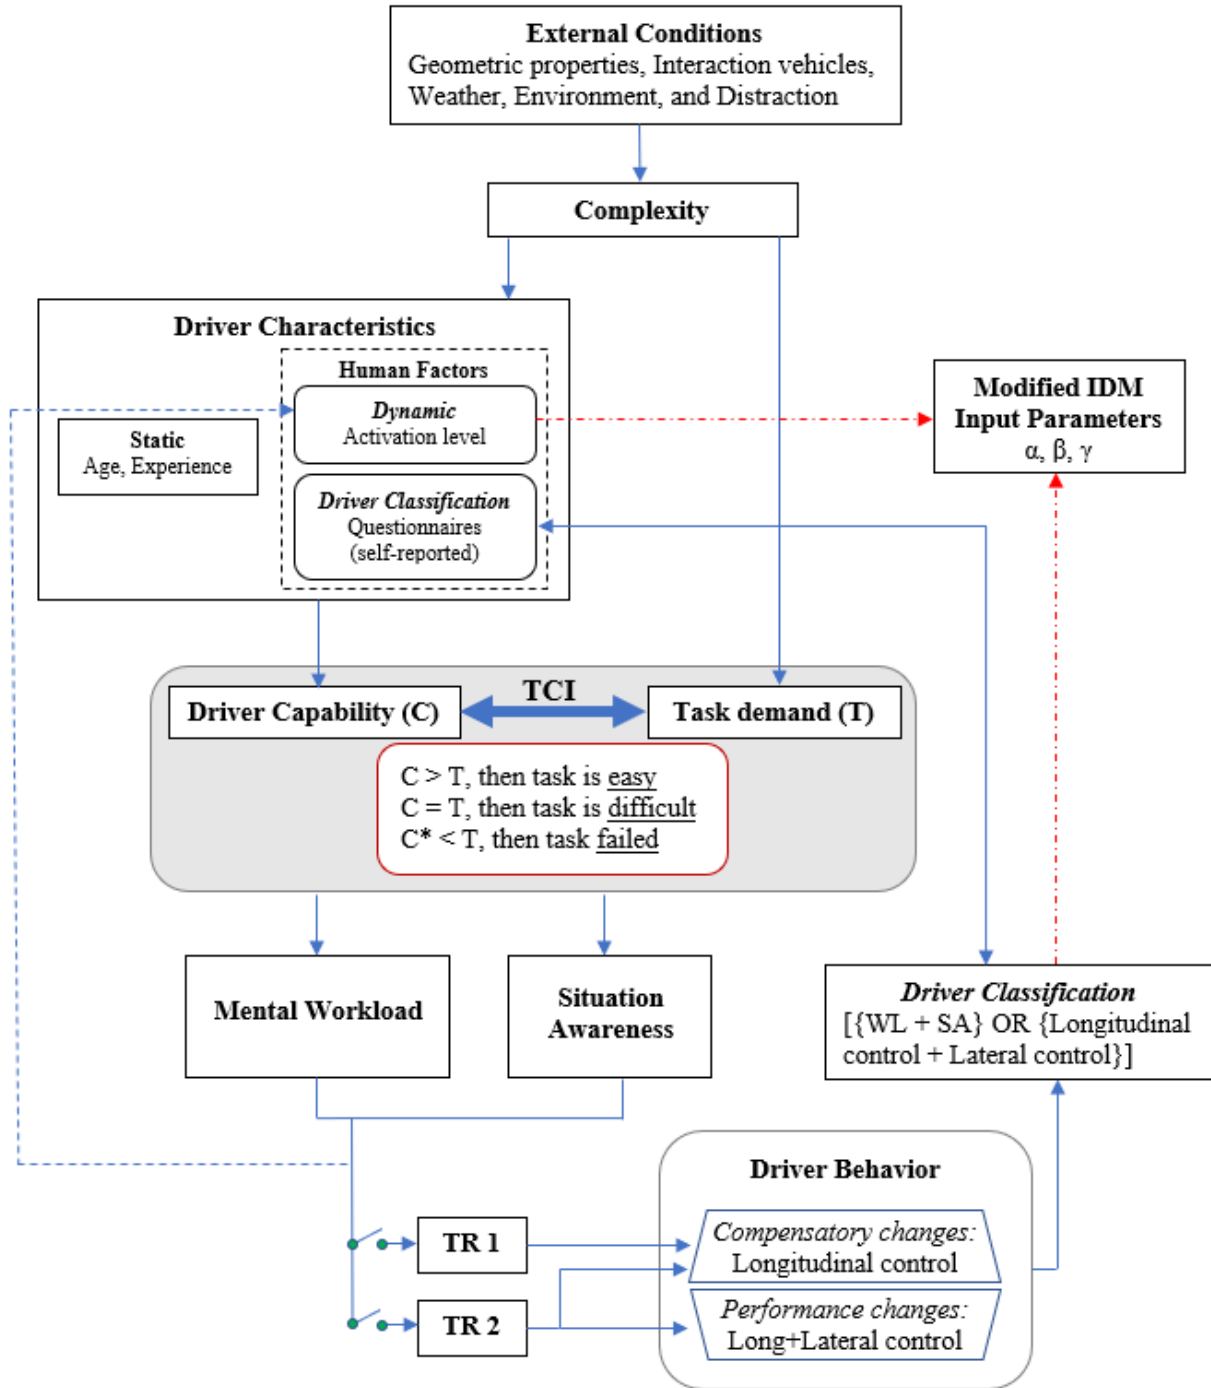 External Conditions
Geometric properties, Interaction vehicles,
Weather, Environment, and Distraction
Complexity
Driver Characteristics
Human Factors
Dynamic
Activation level
Static
Age, Experience
Driver Classification
Questionnaires
(self-reported)
Modified IDM
Input Parameters
α, β, γ
TCI
Driver Capability (C)
Task demand (T)
C > T, then task is easy
C = T, then task is difficult
C* < T, then task failed
Mental Workload
Situation
Awareness
Driver Classification
[{WL + SA} OR {Longitudinal
control + Lateral control}]
Driver Behavior
TR 1
Compensatory changes:
Longitudinal control
TR 2
Performance changes:
Long+Lateral control